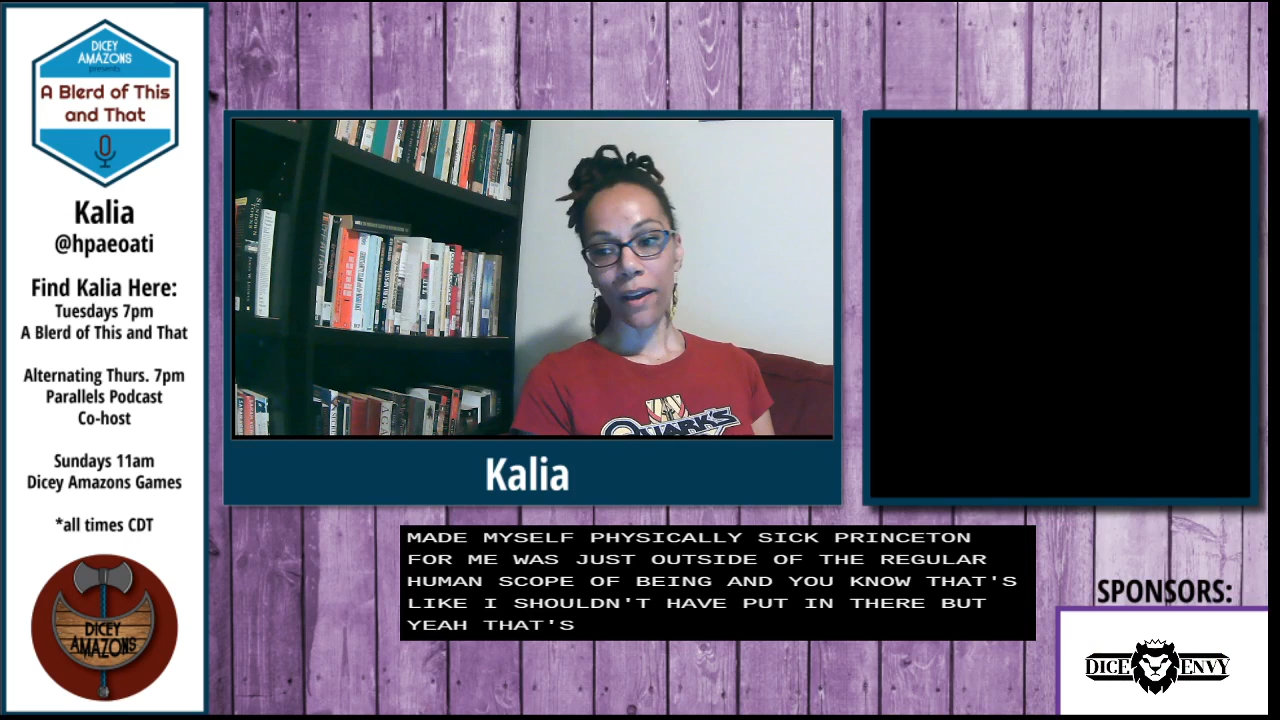 DICEY
AMAZONS
presents
A Blerd of This
and That
Kalia
@hpaeoati
Find Kalia Here:
Tuesdays 7pm
A Blerd of This and That
Alternating Thurs. 7pm
Parallels Podcast
Co-host
Sundays 11am
Dicey Amazons Games
*all times CDT
DICEY
AMAZONS
SUNDOWN
TOWNS
QUARK'S
Kalia
MADE MYSELF PHYSICALLY SICK PRINCETON
FOR ME WAS JUST OUTSIDE OF THE REGULAR
HUMAN SCOPE OF BEING AND YOU KNOW THAT'S
LIKE I SHOULDN'T HAVE PUT IN THERE BUT
YEAH THAT'S
SPONSORS:
DICE ENVY